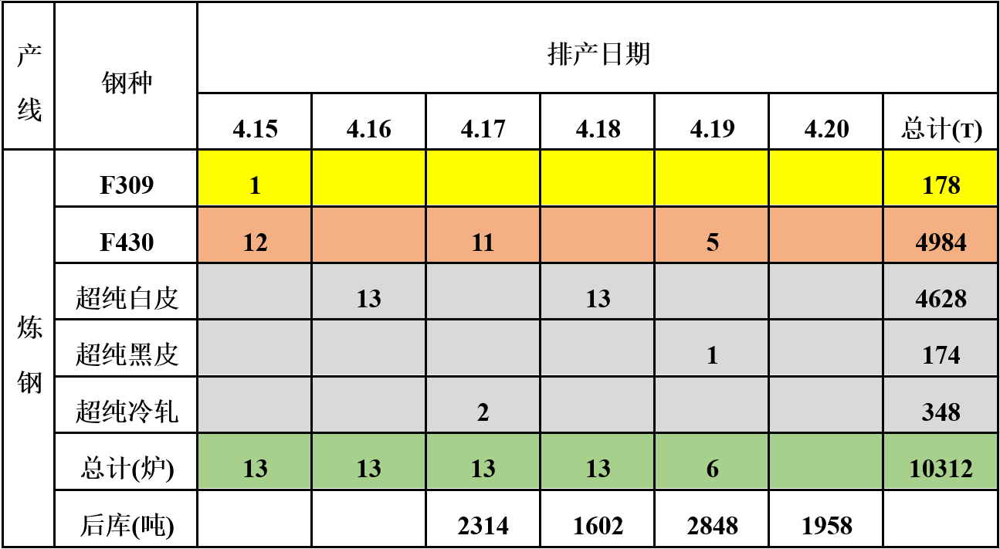 产线 钢种 排产日期
4.15 4.16 4.17 4.18 4.19 4.20 总计(T)
炼钢
F309 1 178
F430 12 11 5 4984
超纯白皮 13 13 4628
超纯黑皮 1 174
超纯冷轧 2 348
总计(炉) 13 13 13 13 6 10312
后库(吨) 2314 1602 2848 1958